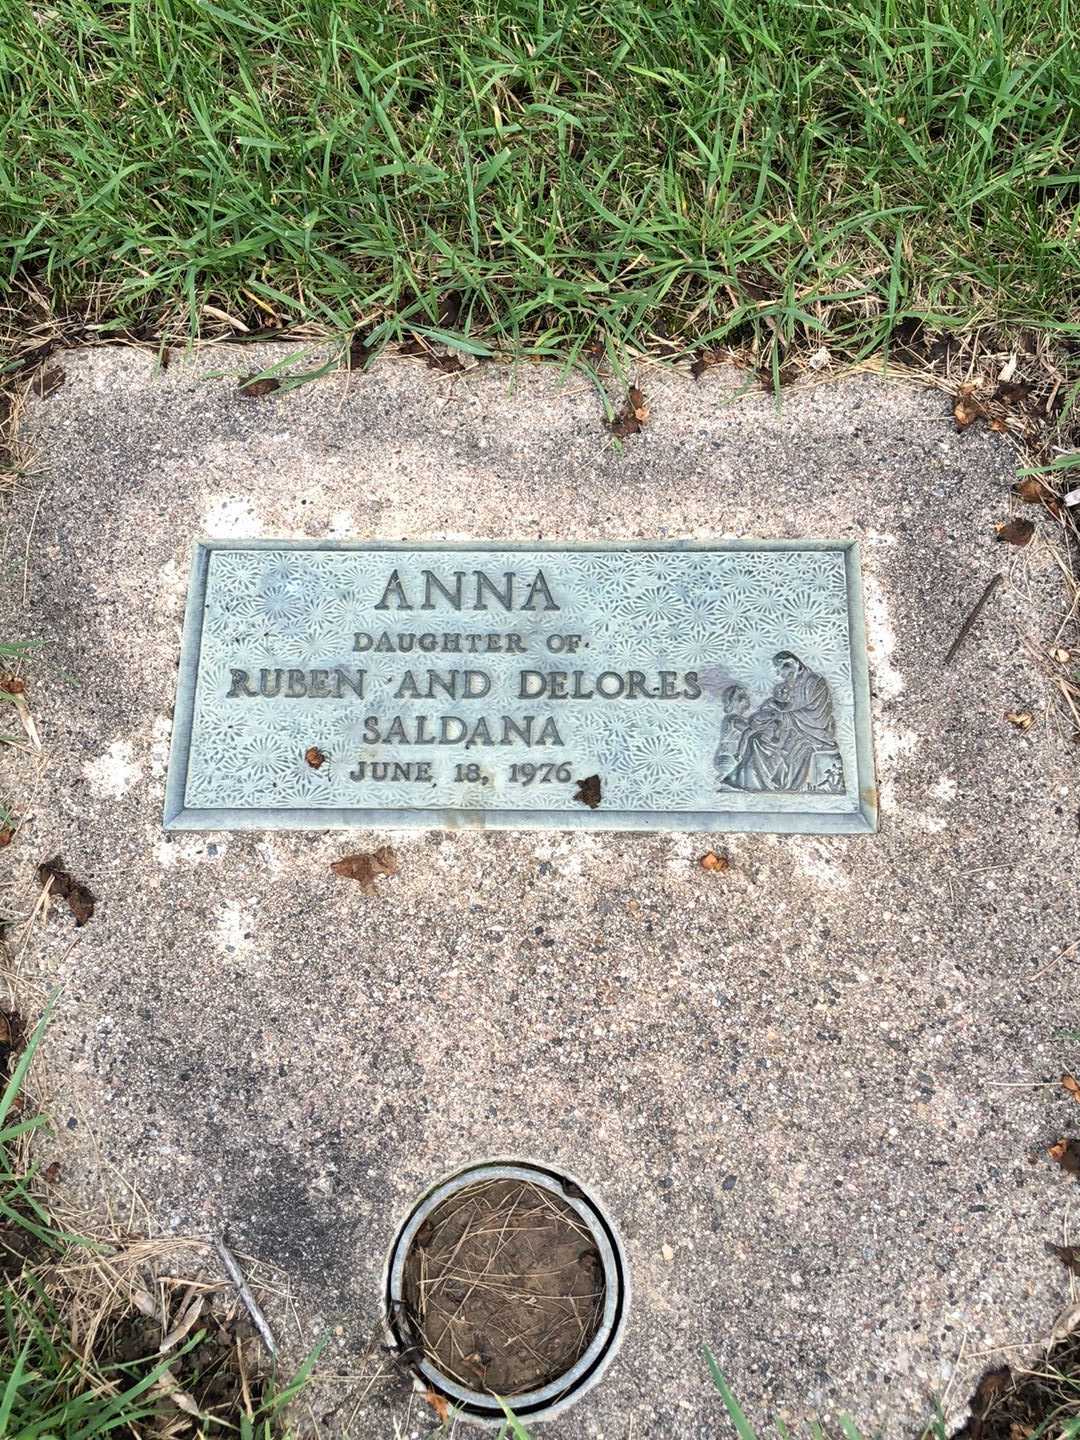 ANNA
DAUGHTER OF
RUBEN AND DELORES
SALDANA
JUNE 18, 1976